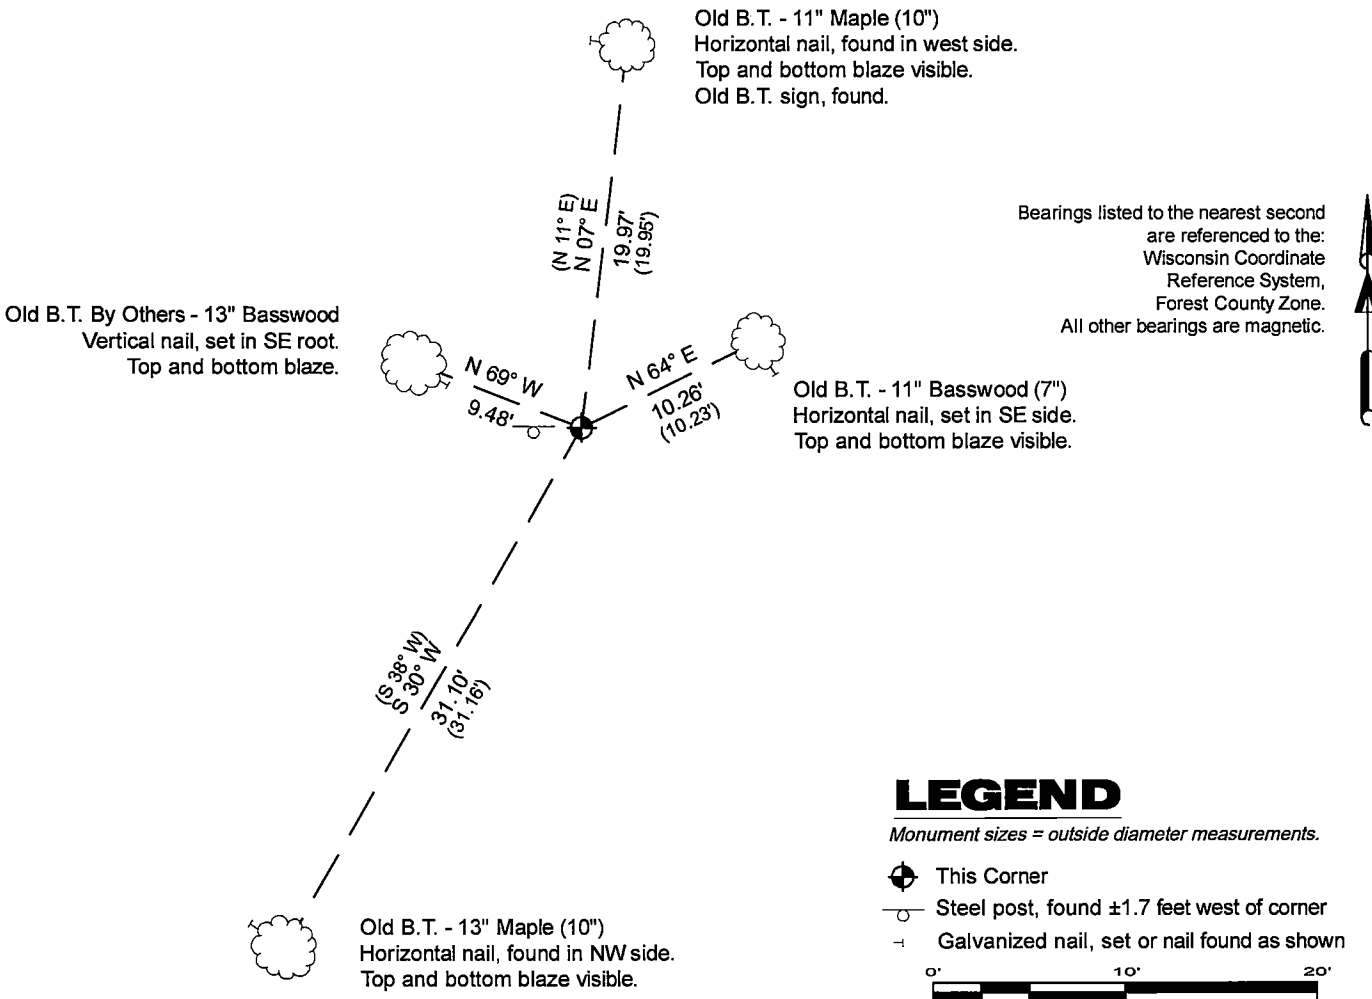 Old B.T. - 11" Maple (10")
Horizontal nail, found in west side.
Top and bottom blaze visible.
Old B.T. sign, found.
(N 11° E)
N 07° E
19.97'
(19.95')
Bearings listed to the nearest second
are referenced to the:
Wisconsin Coordinate
Reference System,
Forest County Zone.
All other bearings are magnetic.
Old B.T. By Others - 13" Basswood
Vertical nail, set in SE root.
Top and bottom blaze.
N 69° W
9.48'
N 64° E
10.26'
(10.23')
Old B.T. - 11" Basswood (7")
Horizontal nail, set in SE side.
Top and bottom blaze visible.
(S 38° W)
S 30° W
31.10'
(31.16')
Old B.T. - 13" Maple (10")
Horizontal nail, found in NW side.
Top and bottom blaze visible.
LEGEND
Monument sizes = outside diameter measurements.
This Corner
Steel post, found ±1.7 feet west of corner
Galvanized nail, set or nail found as shown
0' 10' 20'